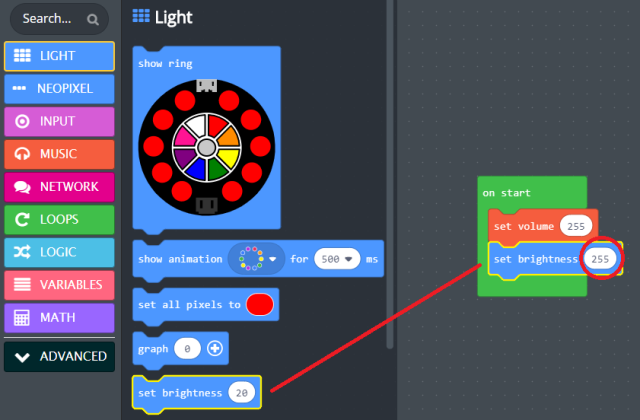 Search...
LIGHT
NEOPIXEL
INPUT
MUSIC
NETWORK
LOOPS
LOGIC
VARIABLES
MATH
ADVANCED
Light
show ring
show animation for 500 ms
set all pixels to
graph 0
set brightness 20
on start
set volume 255
set brightness 255